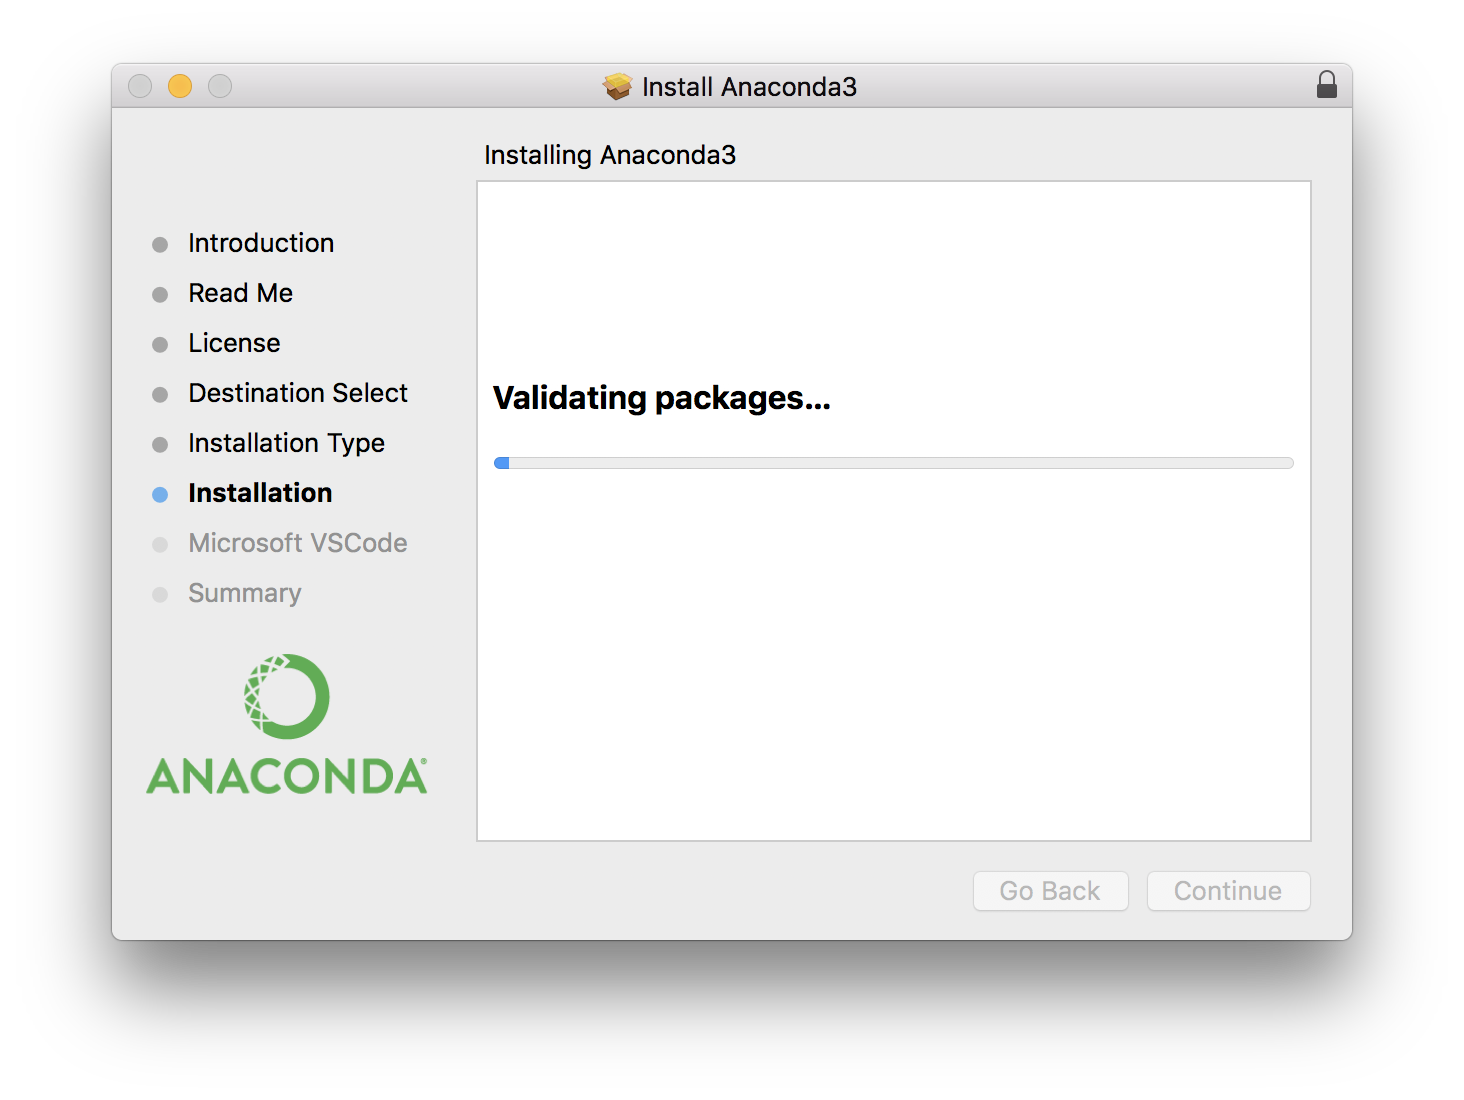 Install Anaconda3
Installing Anaconda3
Introduction
Read Me
License
Destination Select
Installation Type
Installation
Microsoft VSCode
Summary
Validating packages...
ANACONDA®
Go Back
Continue